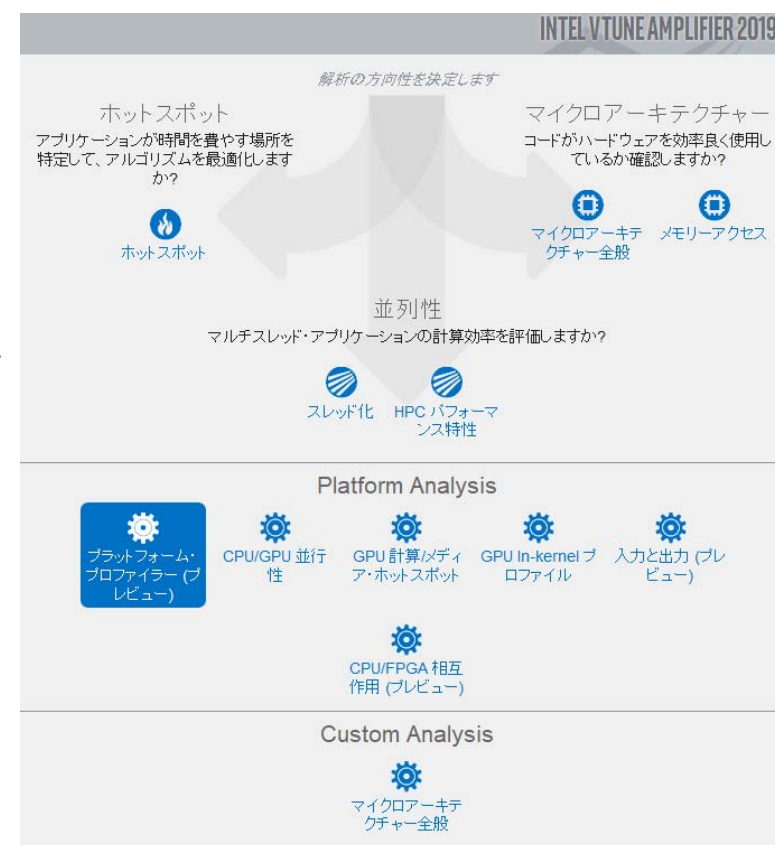 INTEL VTUNE AMPLIFIER 2019
解析の方向性を決定します
ホットスポット
アプリケーションが時間を費やす場所を
特定して、アルゴリズムを最適化します
か?
ホットスポット
マイクロアーキテクチャー
コードがハードウェアを効率良く使用し
ているか確認しますか?
マイクロアーキテ
クチャー全般
メモリーアクセス
並列性
マルチスレッド・アプリケーションの計算効率を評価しますか?
スレッド化
HPC パフォーマ
ンス特性
Platform Analysis
プラットフォーム・
プロファイラー (プ
レビュー)
CPU/GPU 並行
性
GPU 計算/メディ
ア・ホットスポット
GPU In-kernel プ
ロファイル
入力と出力 (プレ
ビュー)
CPU/FPGA 相互
作用 (プレビュー)
Custom Analysis
マイクロアーキテ
クチャー全般